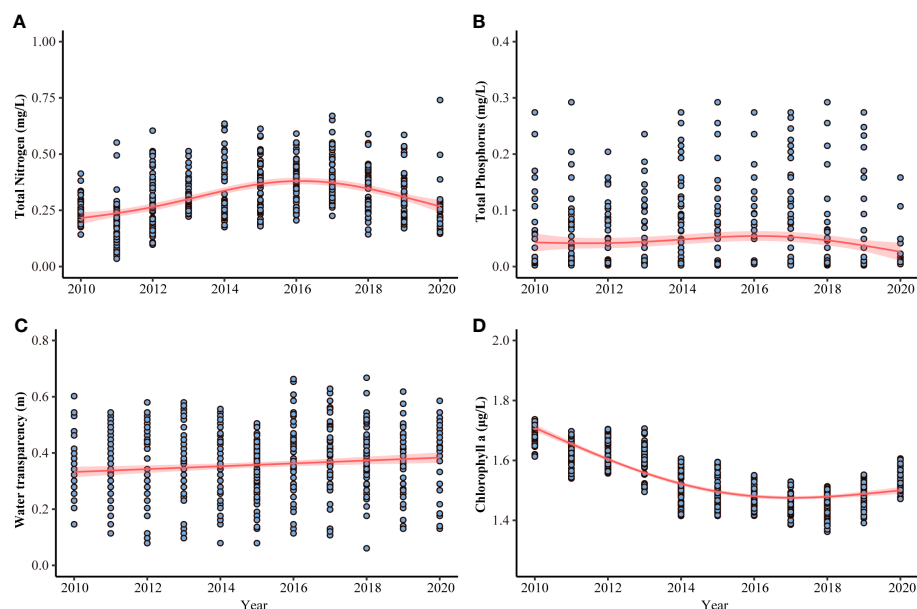 A
Total Nitrogen (mg/L)
1.00
0.75
0.50
0.25
0.00
2010 2012 2014 2016 2018 2020
B
Total Phosphorus (mg/L)
0.4
0.3
0.2
0.1
0.0
2010 2012 2014 2016 2018 2020
C
Water transparency (m)
0.8
0.6
0.4
0.2
0.0
2010 2012 2014 2016 2018 2020
Year
D
Chlorophyll a (μg/L)
2.0
1.8
1.6
1.4
2010 2012 2014 2016 2018 2020
Year